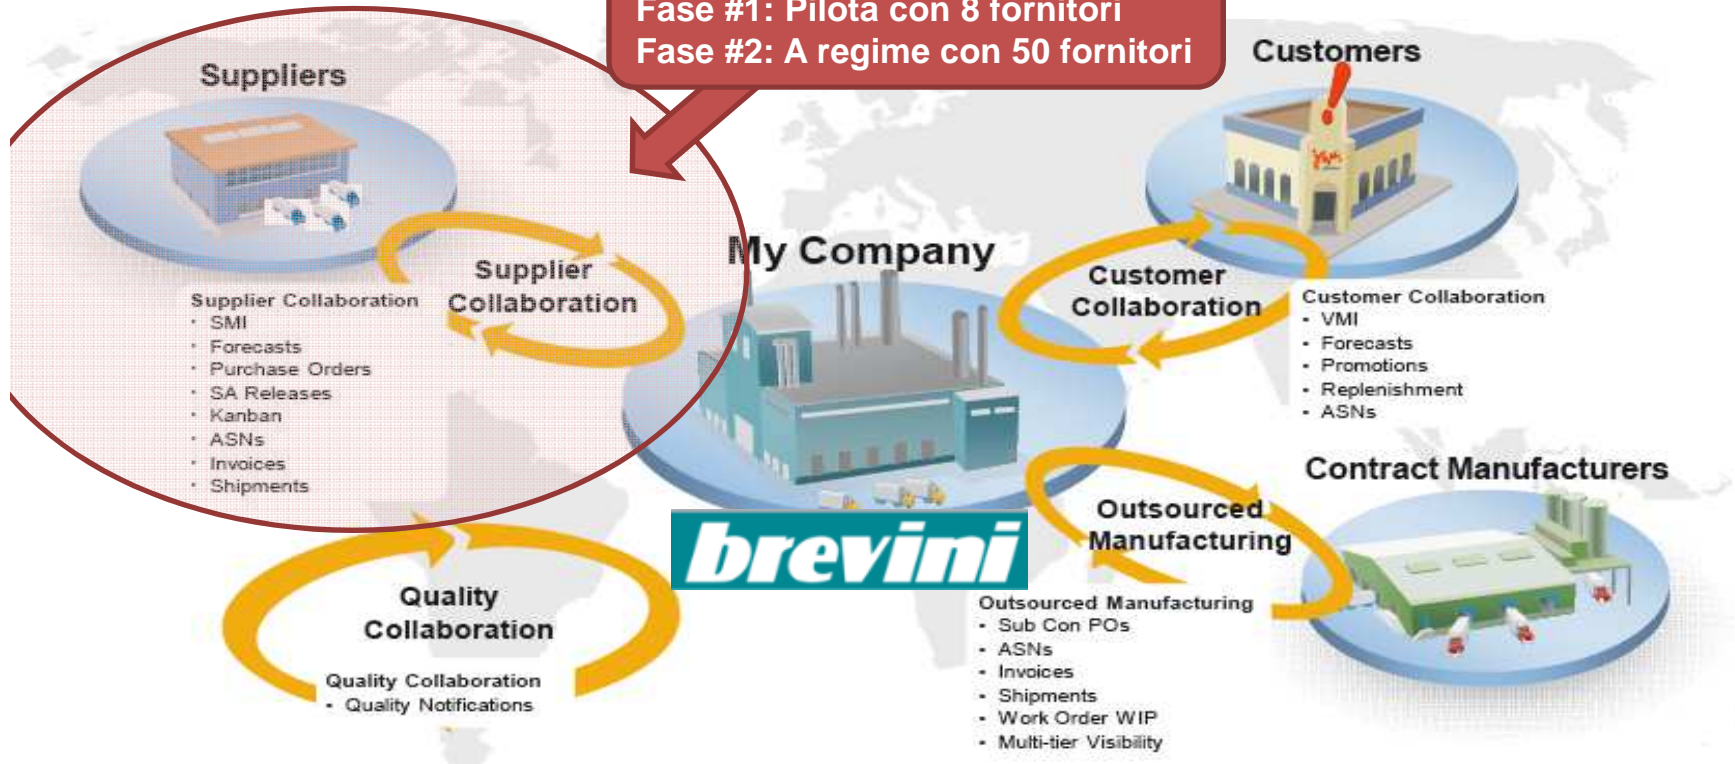 Fase #1: Pilota con 8 fornitori
Fase #2: A regime con 50 fornitori
Suppliers
Customers
My Company
Supplier
Collaboration
Supplier Collaboration
· SMI
· Forecasts
· Purchase Orders
· SA Releases
· Kanban
· ASNs
· Invoices
· Shipments
Customer
Collaboration
Customer Collaboration
• VMI
• Forecasts
• Promotions
• Replenishment
• ASNs
Contract Manufacturers
Outsourced
Manufacturing
brevini
Outsourced Manufacturing
• Sub Con POs
• ASNs
• Invoices
• Shipments
• Work Order WIP
• Multi-tier Visibility
Quality
Collaboration
Quality Collaboration
• Quality Notifications